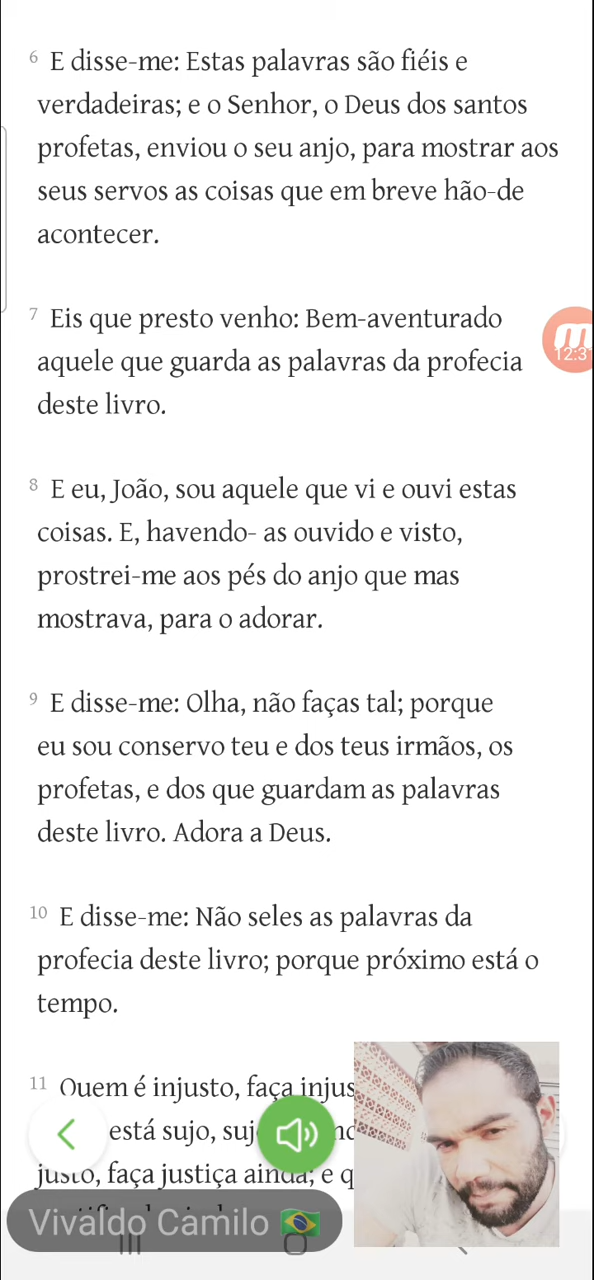 6 E disse-me: Estas palavras são fiéis e
verdadeiras; e o Senhor, o Deus dos santos
profetas, enviou o seu anjo, para mostrar aos
seus servos as coisas que em breve hão-de
acontecer.
7 Eis que presto venho: Bem-aventurado
aquele que guarda as palavras da profecia
deste livro.
12:3
8 E eu, João, sou aquele que vi e ouvi estas
coisas. E, havendo- as ouvido e visto,
prostrei-me aos pés do anjo que mas
mostrava, para o adorar.
9 E disse-me: Olha, não faças tal; porque
eu sou conservo teu e dos teus irmãos, os
profetas, e dos que guardam as palavras
deste livro. Adora a Deus.
10 E disse-me: Não seles as palavras da
profecia deste livro; porque próximo está o
tempo.
11 Quem é injusto, faça injus
está sujo, suj
justo, faça justiça ainda; e q
Vivaldo Camilo